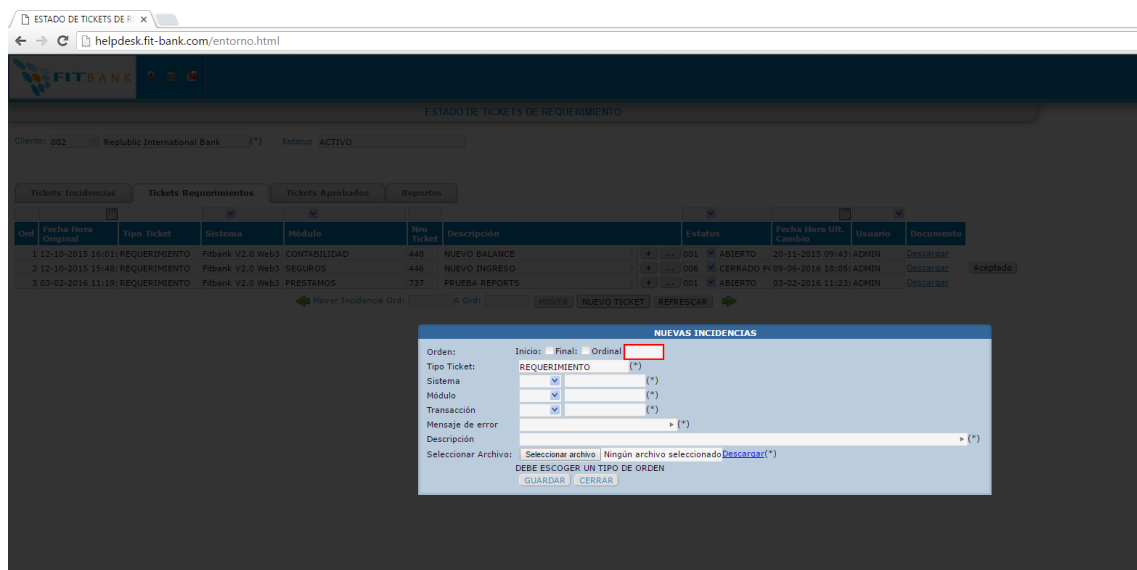 ESTADO DE TICKETS DE R
helpdesk.fit-bank.com/entorno.html
FITBANK
ESTADO DE TICKETS DE REQUERIMIENTO
Cliente: 002 Replublic International Bank (*) Estatus ACTIVO
Tickets Incidencias Tickets Requerimientos Tickets Aprobados Reportes
Ord Fecha Hora Original Tipo Ticket Sistema Módulo Nro Ticket Descripción Estatus Fecha Hora Ult. Cambio Usuario Documento
1 12-10-2015 16:01: REQUERIMIENTO Fitbank V2.0 Web3 CONTABILIDAD 448 NUEVO BALANCE + ... 001 ABIERTO 20-11-2015 09:43: ADMIN Descargar
2 12-10-2015 15:48: REQUERIMIENTO Fitbank V2.0 Web3 SEGUROS 446 NUEVO INGRESO + ... 006 CERRADO P 09-06-2016 18:05: ADMIN Descargar Aceptado
3 03-02-2016 11:19: REQUERIMIENTO Fitbank V2.0 Web3 PRESTAMOS 737 PRUEBA REPORTS + ... 001 ABIERTO 03-02-2016 11:23: ADMIN Descargar
Mover Incidencia Ord: A Ord: MOVER NUEVO TICKET REFRESCAR
NUEVAS INCIDENCIAS
Orden: Inicio: Final: Ordinal
Tipo Ticket: REQUERIMIENTO (*)
Sistema (*)
Módulo (*)
Transacción (*)
Mensaje de error (*)
Descripción (*)
Seleccionar Archivo: Seleccionar archivo Ningún archivo seleccionado Descargar(*)
DEBE ESCOGER UN TIPO DE ORDEN
GUARDAR CERRAR